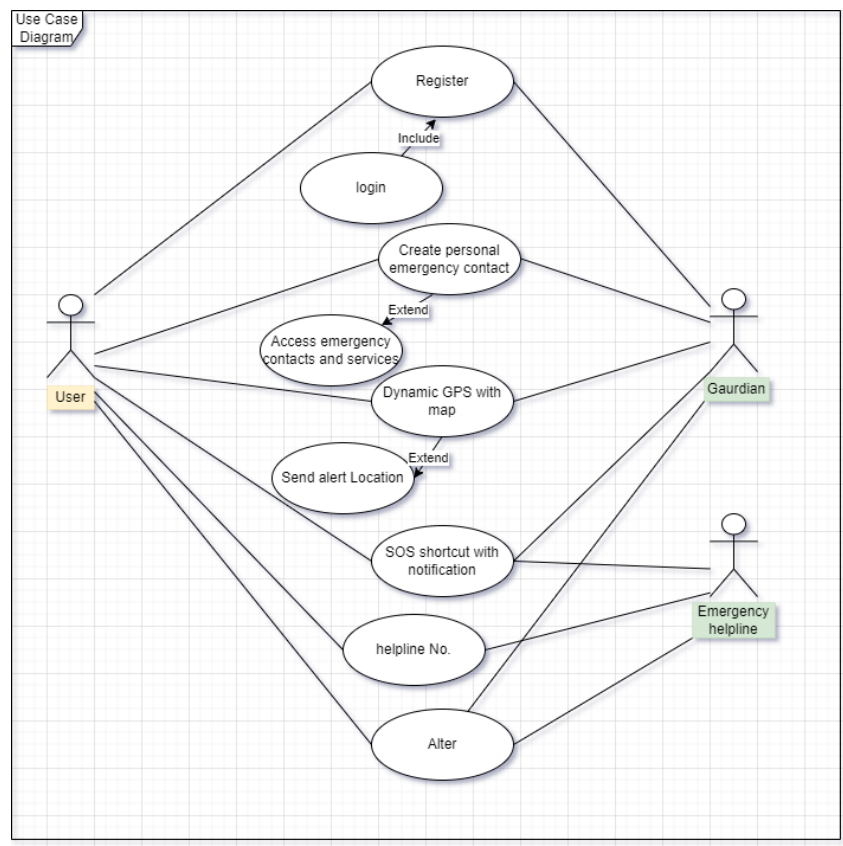 Use Case
Diagram
Register
Include
login
Create personal
emergency contact
Extend
Access emergency
contacts and services
Dynamic GPS with
map
User
Gaurdian
Extend
Send alert Location
SOS shortcut with
notification
Emergency
helpline
helpline No.
Alter